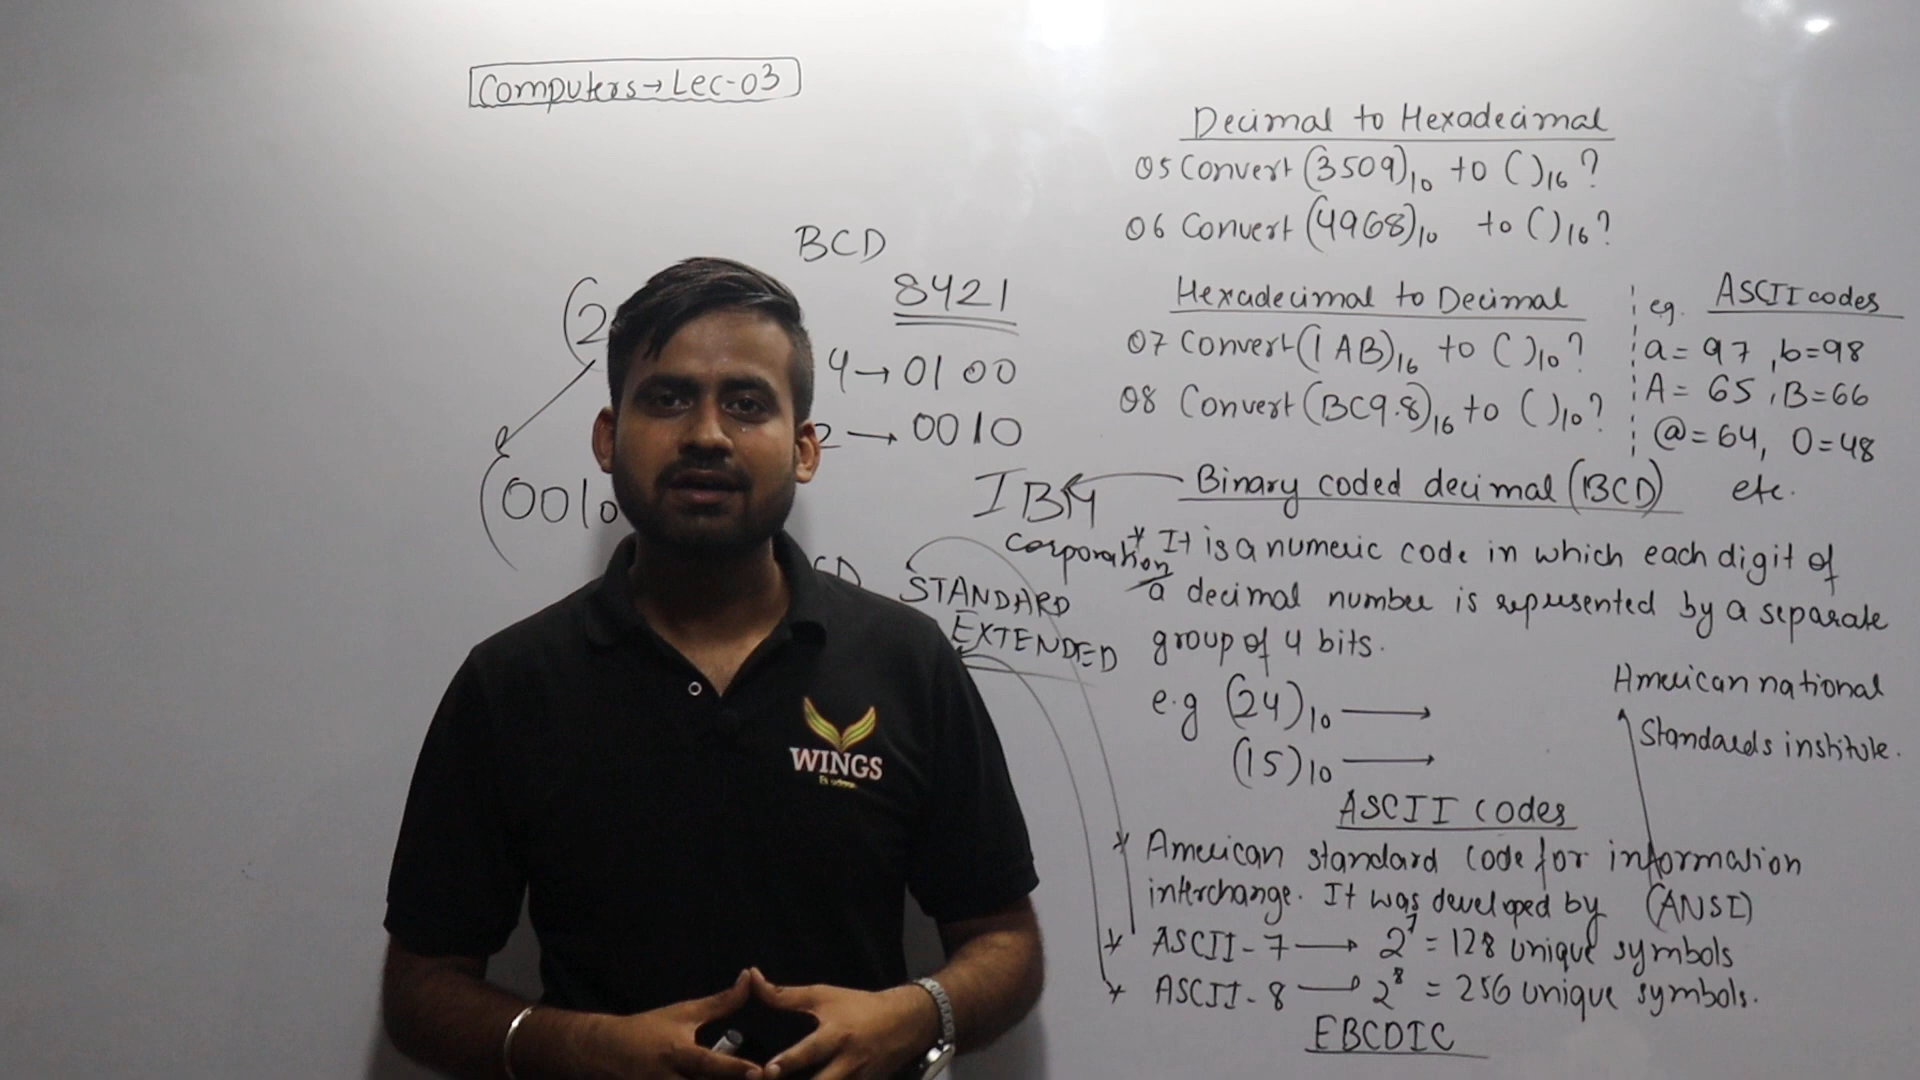 Computers→Lec-03
BCD
8421
(2
4→0100
2→0010
(0010
CD
STANDARD
EXTENDED
IBM
corporation
Decimal to Hexadecimal
05 Convert (3509)10 to ( )16 ?
06 Convert (4968)10 to ( )16 ?
Hexadecimal to Decimal
07 Convert (1AB)16 to ( )10 ?
08 Convert (BC9.8)16 to ( )10 ?
eg. ASCII codes
a = 97, b=98
A = 65, B=66
@=64, 0=48
etc.
Binary coded decimal (BCD)
* It is a numeric code in which each digit of
a decimal number is represented by a separate
group of 4 bits.
e.g (24)10 →
(15)10 →
American national
Standards institute.
ASCII codes
* American standard code for information
interchange. It was developed by (ANSI)
* ASCII-7 → 2^7 = 128 unique symbols
* ASCII-8 → 2^8 = 256 unique symbols.
EBCDIC
WINGS